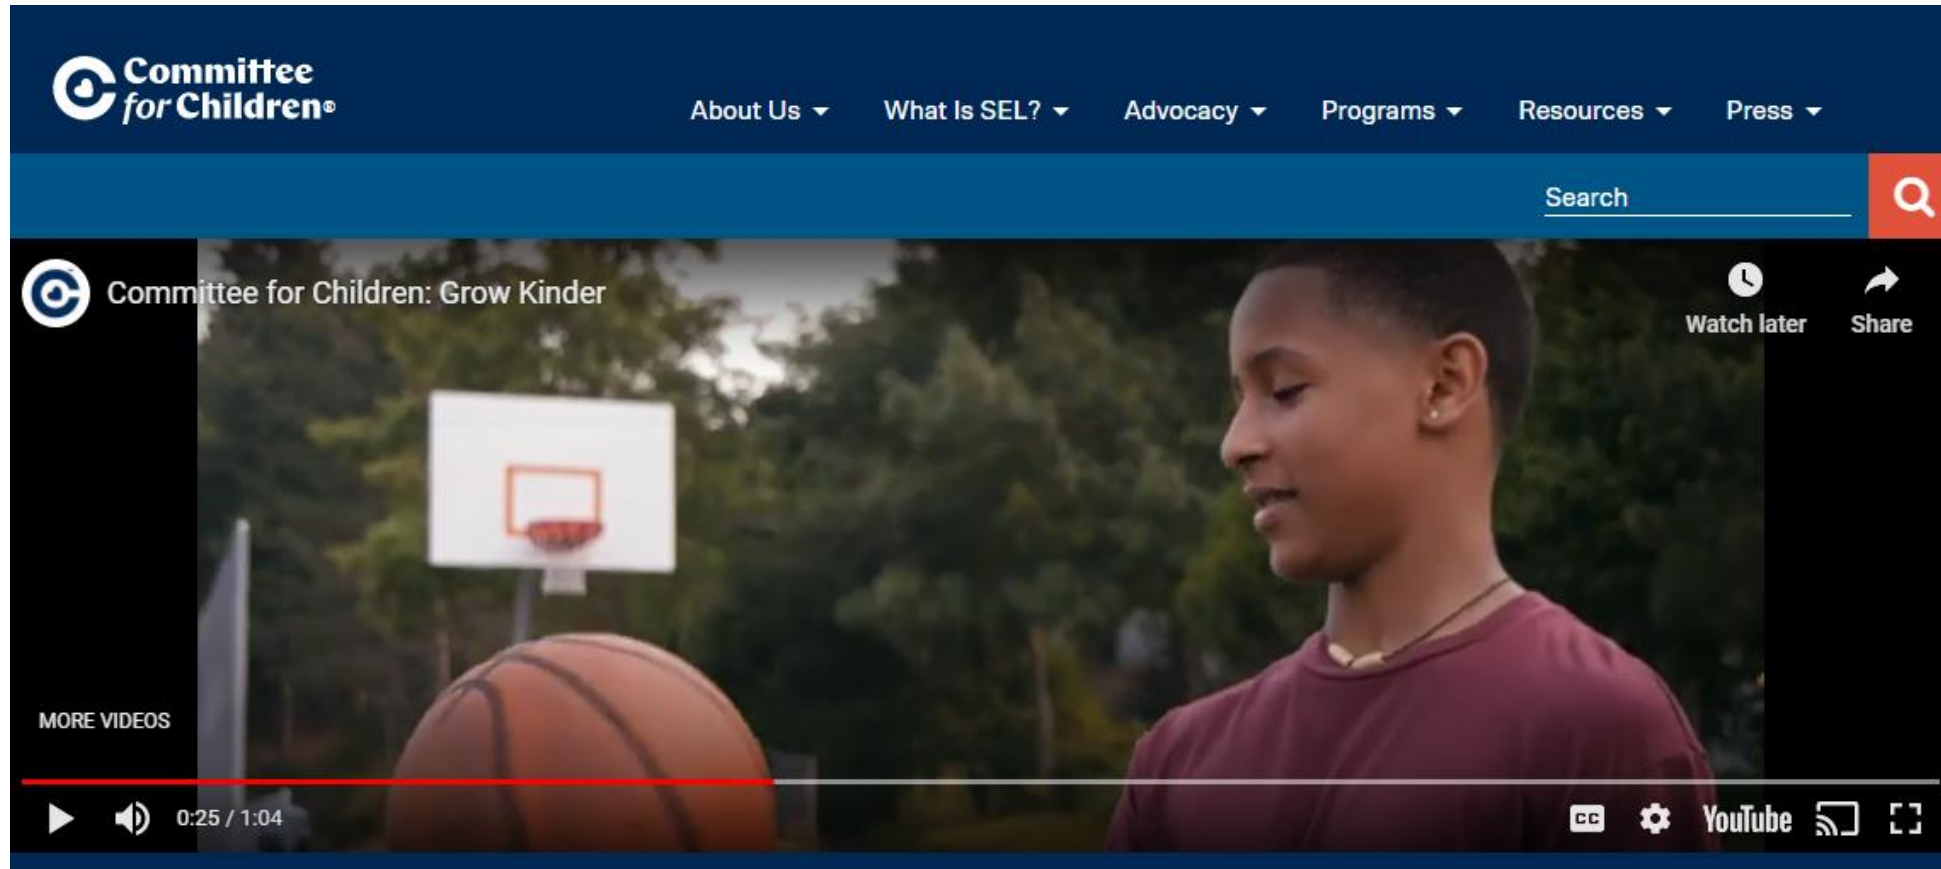 Committee
for Children®
About Us
What Is SEL?
Advocacy
Programs
Resources
Press
Search
Committee for Children: Grow Kinder
Watch later
Share
MORE VIDEOS
0:25 / 1:04
CC
YouTube